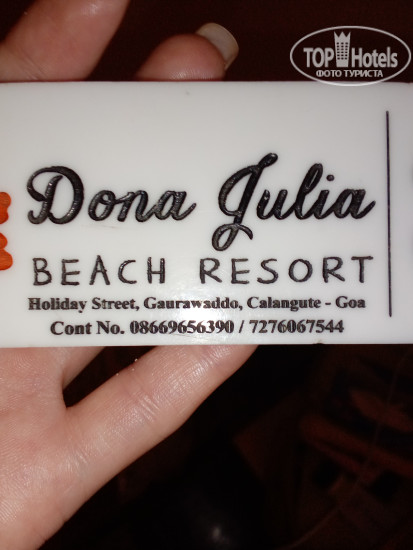 TOP Hotels
ФОТО ТУРИСТА
Dona Julia
BEACH RESORT
Holiday Street, Gaurawaddo, Calangute - Goa
Cont No. 08669656390 / 7276067544